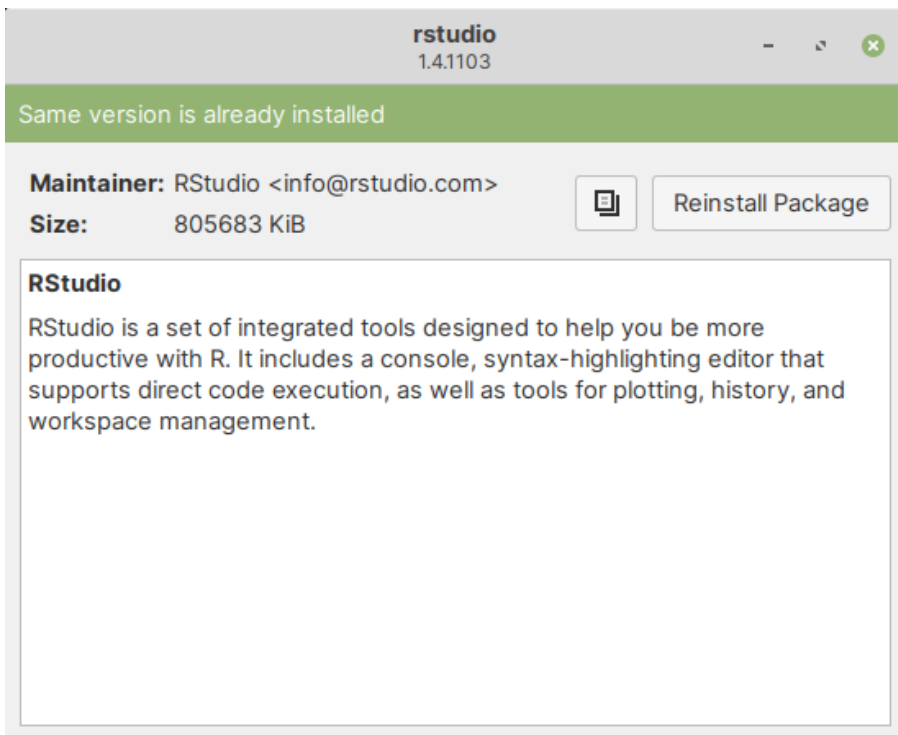 rstudio
1.4.1103
Same version is already installed
Maintainer: RStudio <info@rstudio.com>
Size: 805683 KiB
Reinstall Package
RStudio
RStudio is a set of integrated tools designed to help you be more
productive with R. It includes a console, syntax-highlighting editor that
supports direct code execution, as well as tools for plotting, history, and
workspace management.